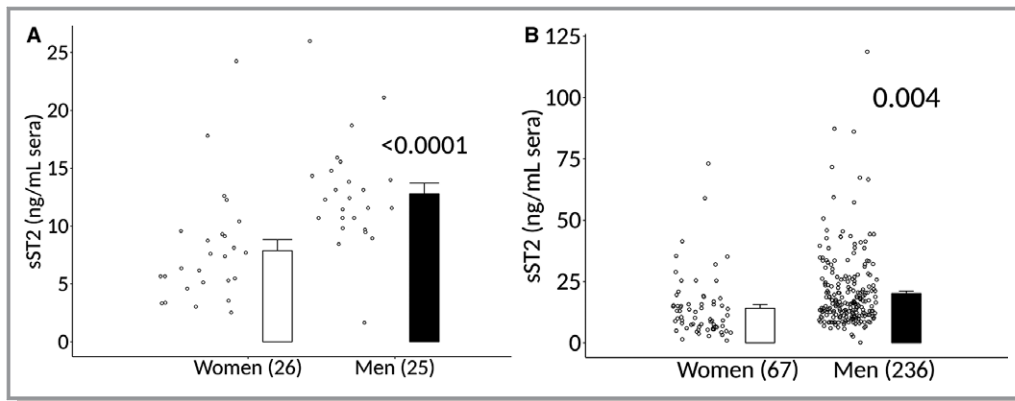 A
sST2 (ng/mL sera)
25
20
15
10
5
0
<0.0001
Women (26)
Men (25)
B
sST2 (ng/mL sera)
125
100
75
50
25
0
0.004
Women (67)
Men (236)